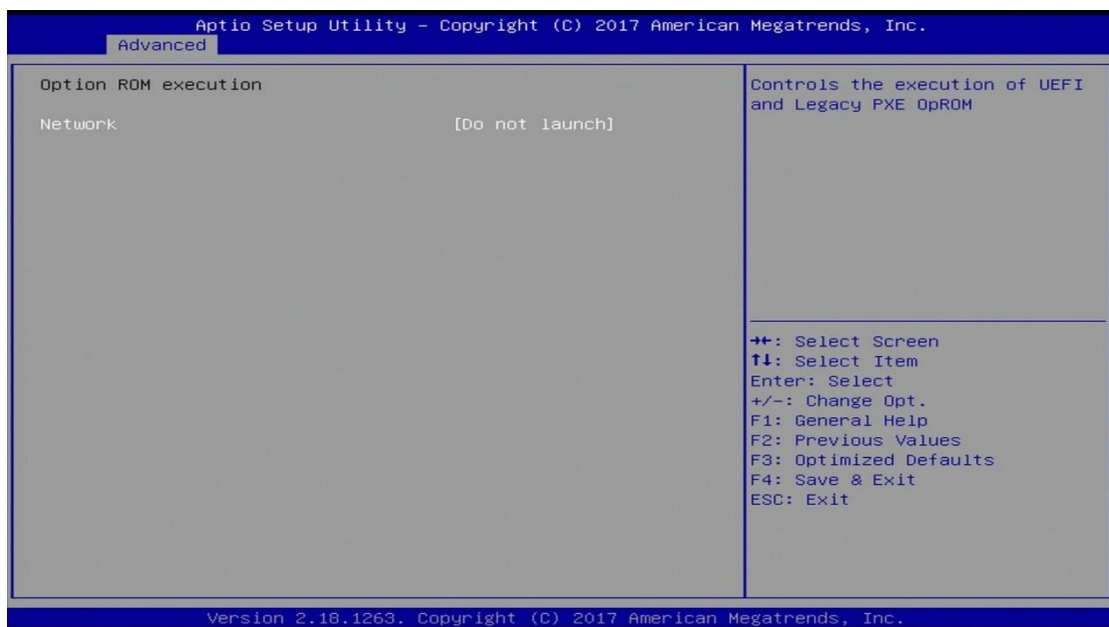 Aptio Setup Utility – Copyright (C) 2017 American Megatrends, Inc.
Advanced
Option ROM execution
Network [Do not launch]
Controls the execution of UEFI
and Legacy PXE OpROM
→←: Select Screen
↑↓: Select Item
Enter: Select
+/-: Change Opt.
F1: General Help
F2: Previous Values
F3: Optimized Defaults
F4: Save & Exit
ESC: Exit
Version 2.18.1263. Copyright (C) 2017 American Megatrends, Inc.